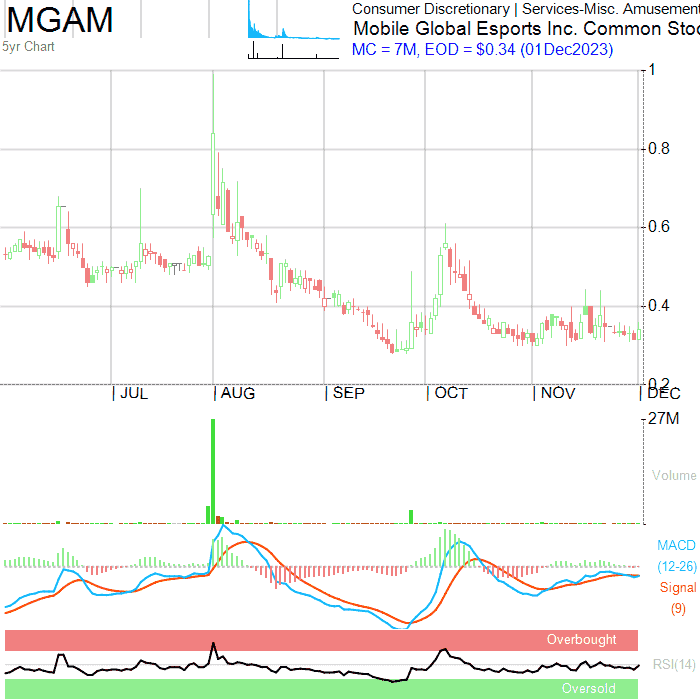 MGAM
5yr Chart
Consumer Discretionary | Services-Misc. Amusement
Mobile Global Esports Inc. Common Stoc
MC = 7M, EOD = $0.34 (01Dec2023)
1
0.8
0.6
0.4
0.2
JUL
AUG
SEP
OCT
NOV
DEC
27M
Volume
MACD
(12-26)
Signal
(9)
Overbought
RSI(14)
Oversold